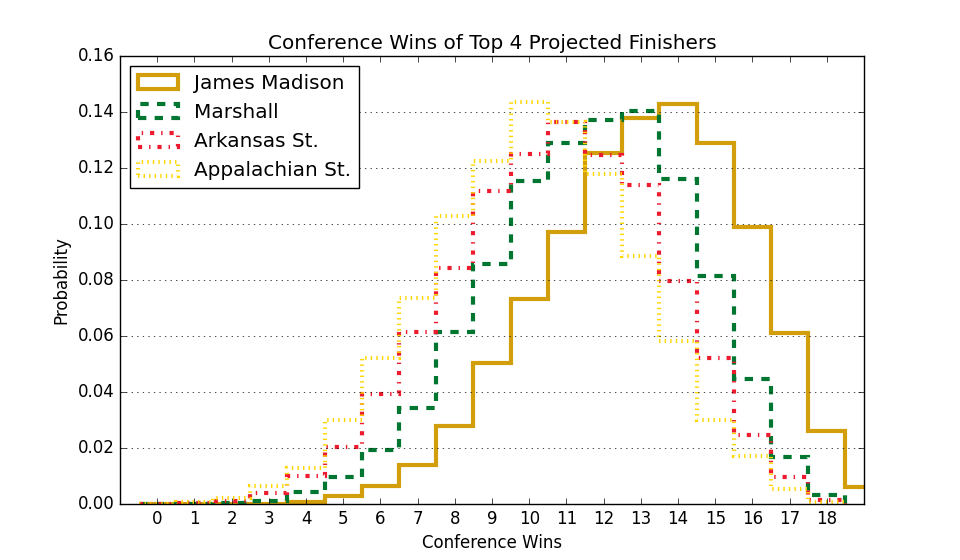 Conference Wins of Top 4 Projected Finishers
James Madison
Marshall
Arkansas St.
Appalachian St.
Probability
0.16
0.14
0.12
0.10
0.08
0.06
0.04
0.02
0.00
0 1 2 3 4 5 6 7 8 9 10 11 12 13 14 15 16 17 18
Conference Wins